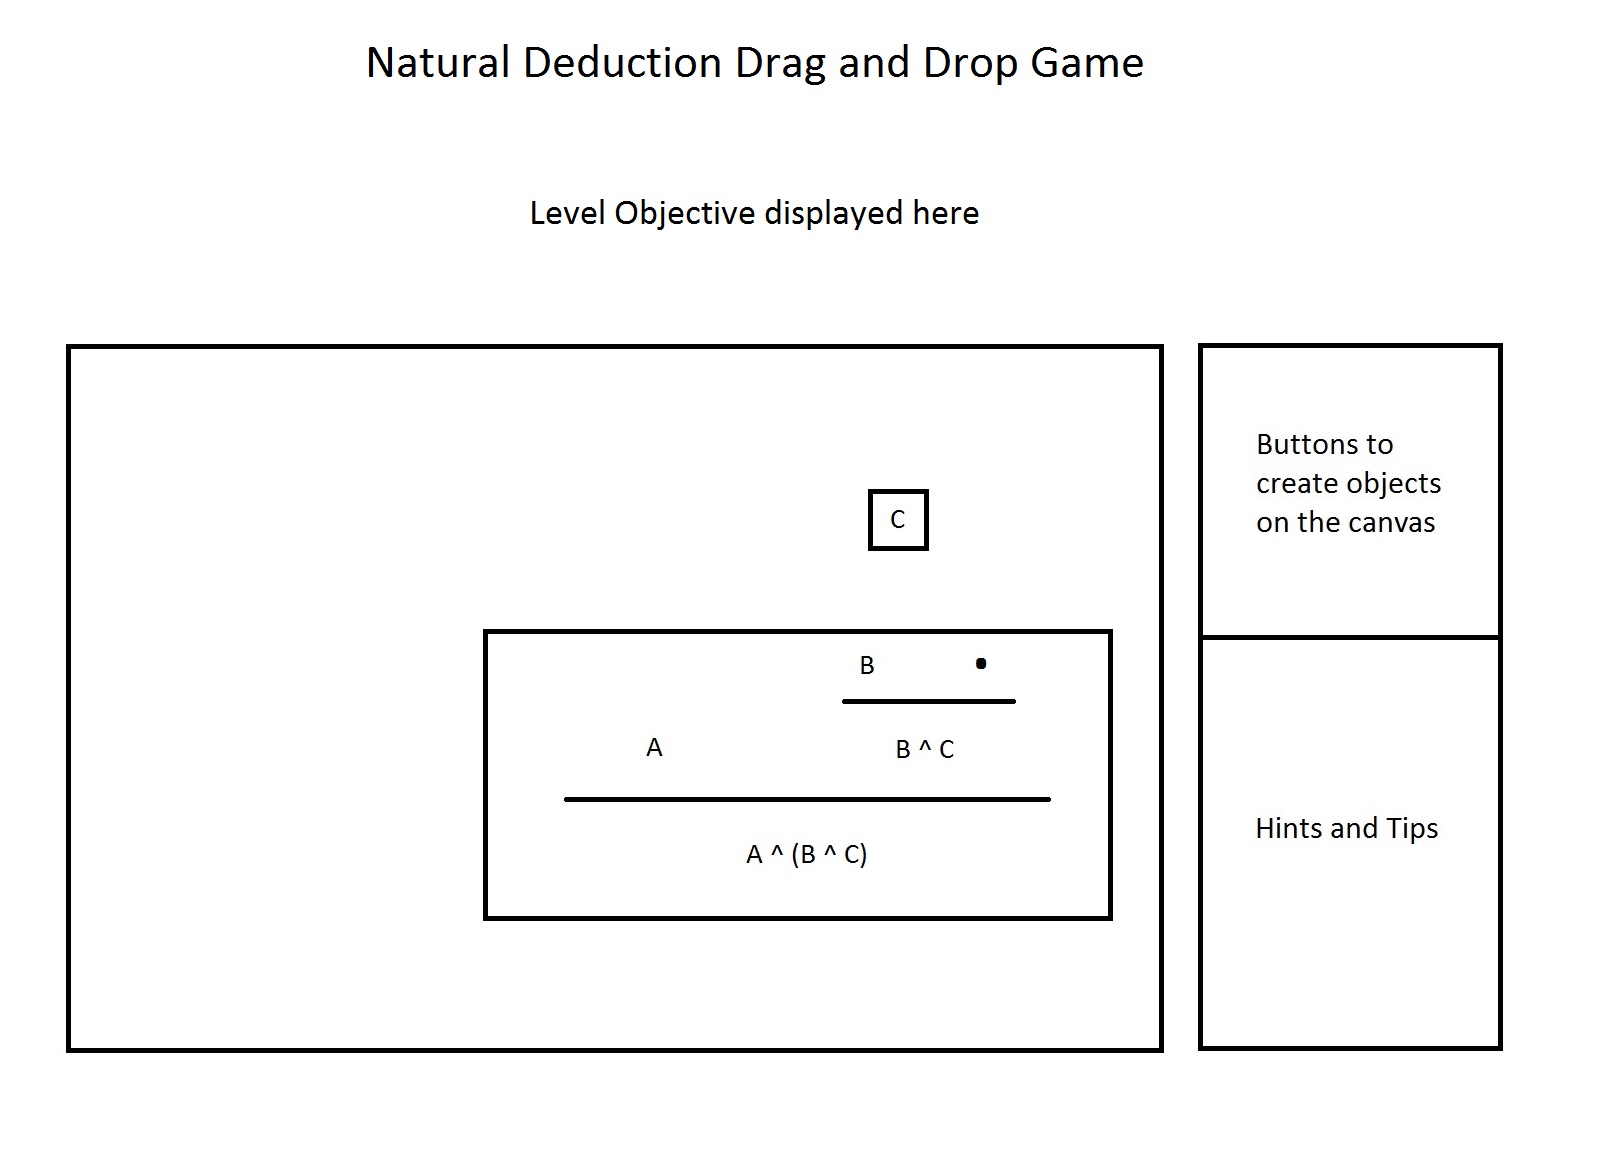 Natural Deduction Drag and Drop Game
Level Objective displayed here
C
B •
A B ^ C
A ^ (B ^ C)
Buttons to
create objects
on the canvas
Hints and Tips